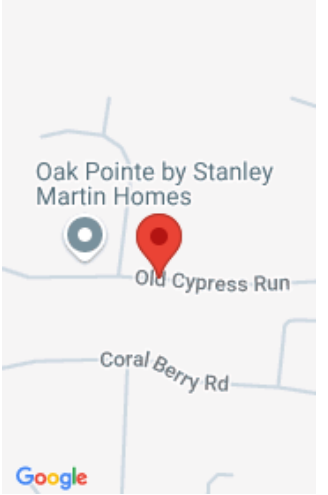 Oak Pointe by Stanley
Martin Homes
Old Cypress Run
Coral Berry Rd
Google